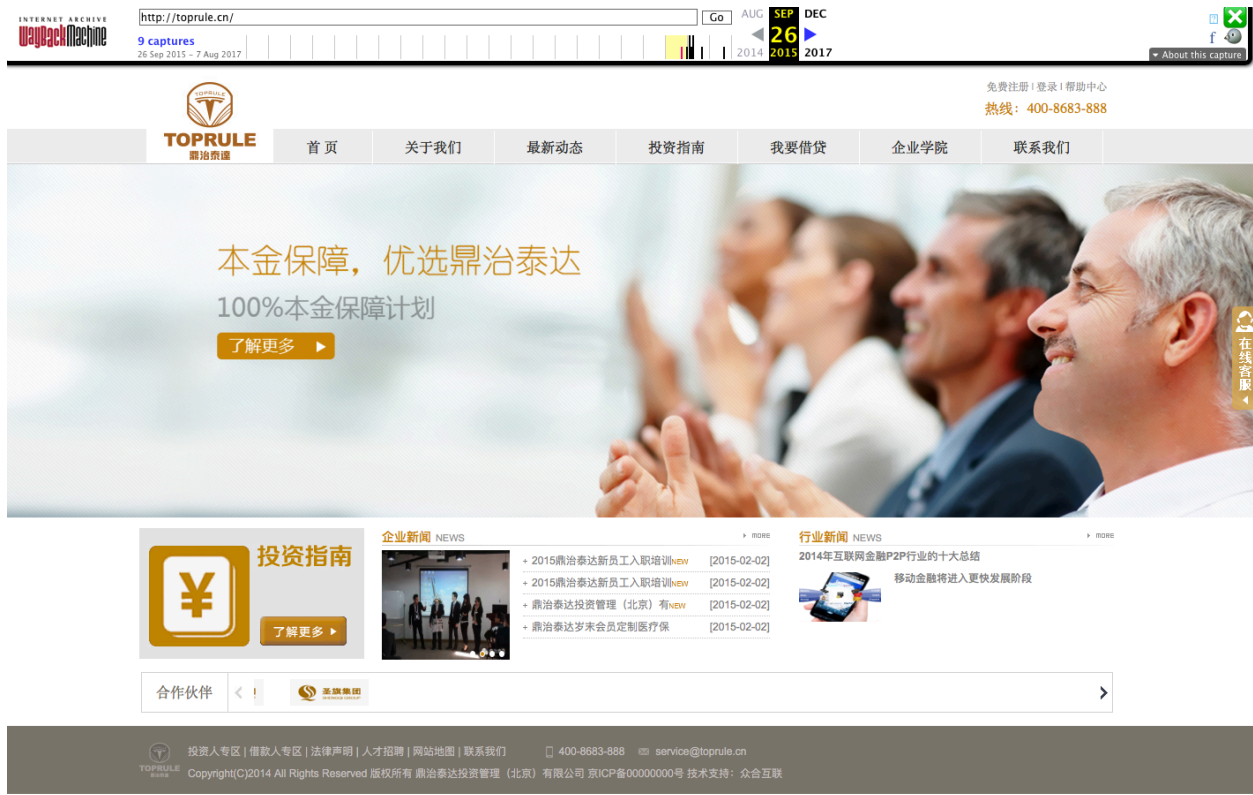 INTERNET ARCHIVE
WayBackMachine
http://toprule.cn/
Go
AUG SEP DEC
9 captures
26
26 Sep 2015 - 7 Aug 2017
2014 2015 2017
f
About this capture
免费注册 | 登录 | 帮助中心
热线：400-8683-888
TOPRULE
TOPRULE
鼎治泰達
首 页 关于我们 最新动态 投资指南 我要借贷 企业学院 联系我们
本金保障，优选鼎治泰达
100%本金保障计划
了解更多
在线客服
投资指南
¥
了解更多
企业新闻 NEWS MORE
+ 2015鼎治泰达新员工入职培训NEW [2015-02-02]
+ 2015鼎治泰达新员工入职培训NEW [2015-02-02]
+ 鼎治泰达投资管理（北京）有NEW [2015-02-02]
+ 鼎治泰达岁末会员定制医疗保 [2015-02-02]
行业新闻 NEWS MORE
2014年互联网金融P2P行业的十大总结
移动金融将进入更快发展阶段
合作伙伴
圣旗集团
投资人专区 | 借款人专区 | 法律声明 | 人才招聘 | 网站地图 | 联系我们 400-8683-888 service@toprule.cn
TOPRULE
Copyright(C)2014 All Rights Reserved 版权所有 鼎治泰达投资管理（北京）有限公司 京ICP备00000000号 技术支持：众合互联